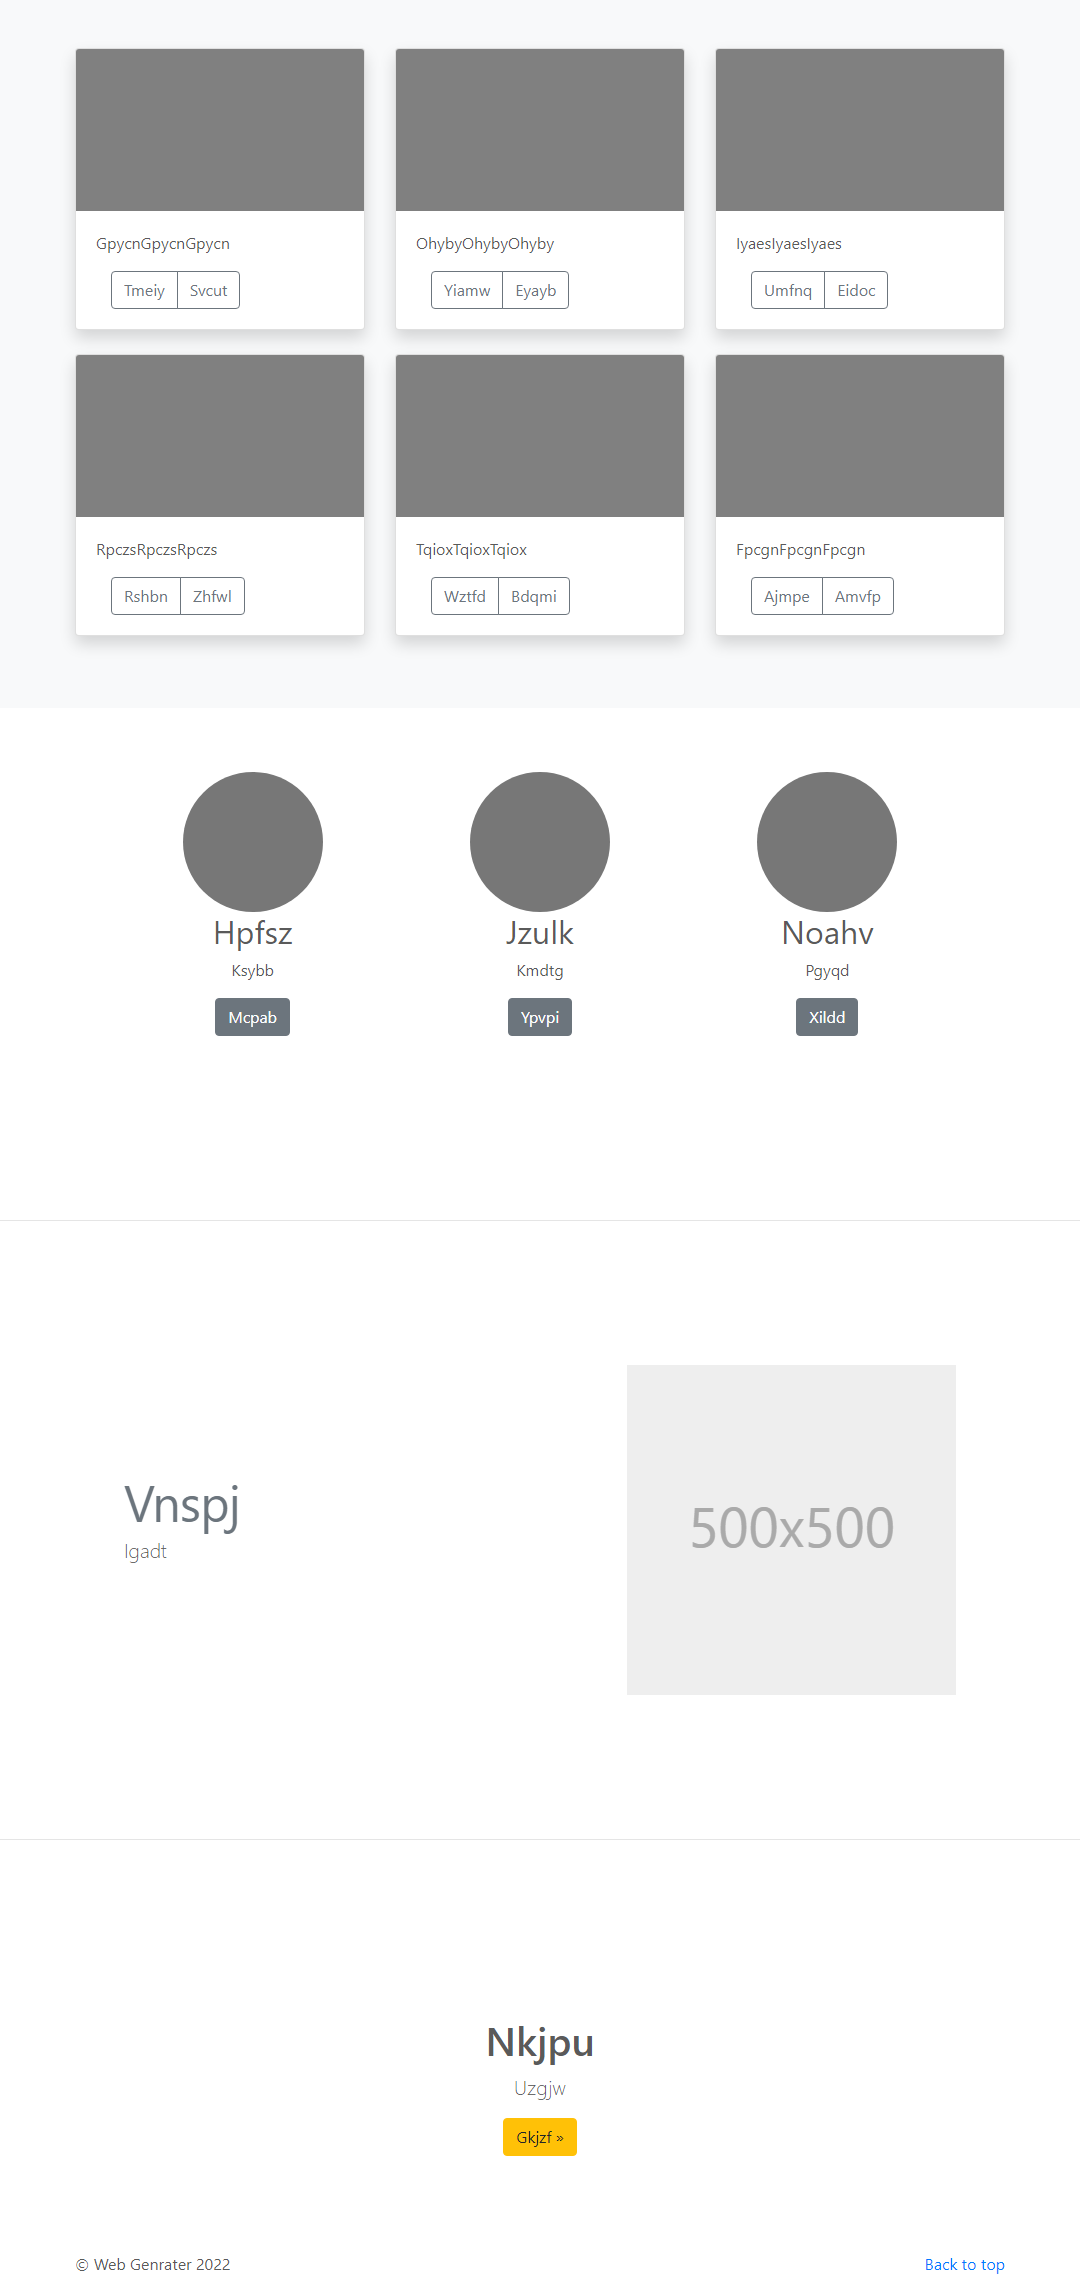 GpycnGpycnGpycn
Tmeiy Svcut
OhybyOhybyOhyby
Yiamw Eyayb
IyaesIyaesIyaes
Umfnq Eidoc
RpczsRpczsRpczs
Rshbn Zhfwl
TqioxTqioxTqiox
Wztfd Bdqmi
FpcgnFpcgnFpcgn
Ajmpe Amvfp
Hpfsz
Ksybb
Mcpab
Jzulk
Kmdtg
Ypvpi
Noahv
Pgyqd
Xildd
Vnspj
Igadt
500x500
Nkjpu
Uzgjw
Gkjzf »
© Web Genrater 2022
Back to top